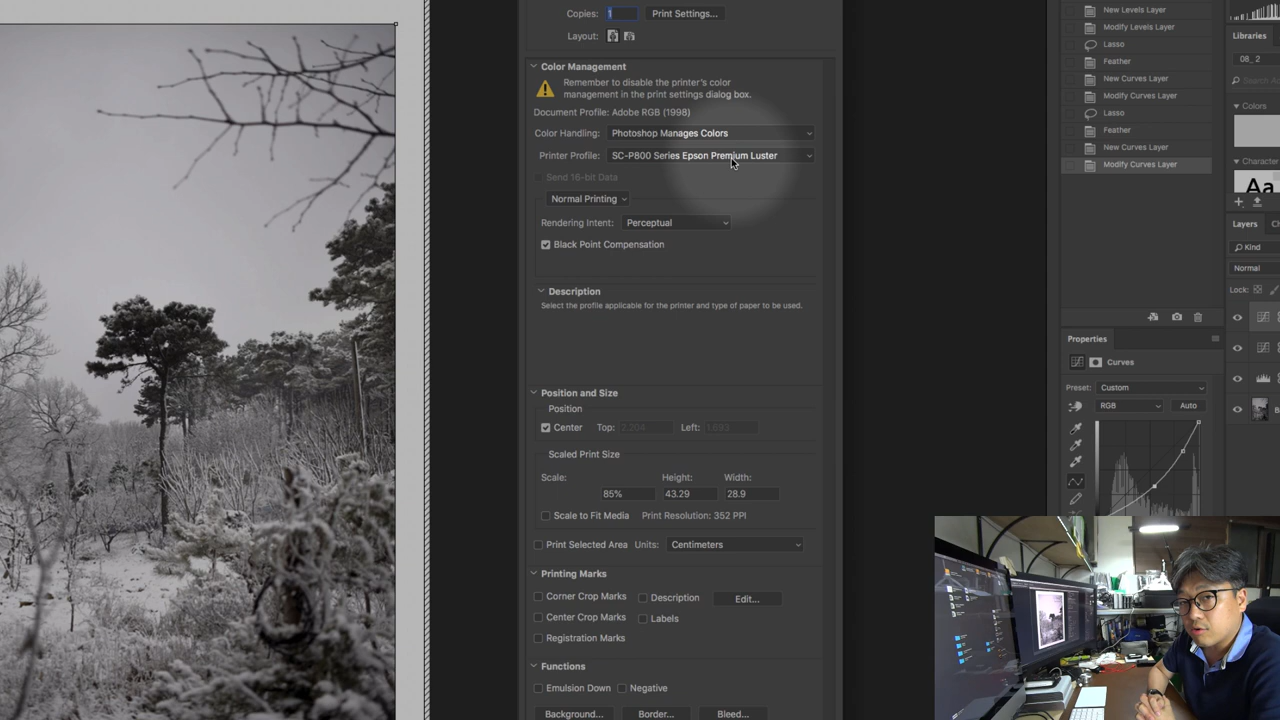 Copies: 1 Print Settings...
Layout:
Color Management
Remember to disable the printer's color
management in the print settings dialog box.
Document Profile: Adobe RGB (1998)
Color Handling: Photoshop Manages Colors
Printer Profile: SC-P800 Series Epson Premium Luster
Send 16-bit Data
Normal Printing
Rendering Intent: Perceptual
Black Point Compensation
Description
Select the profile applicable for the printer and type of paper to be used.
Position and Size
Position
Center Top: 2.204 Left: 1.093
Scaled Print Size
Scale: Height: Width:
85% 43.29 28.9
Scale to Fit Media Print Resolution: 352 PPI
Print Selected Area Units: Centimeters
Printing Marks
Corner Crop Marks Description Edit...
Center Crop Marks Labels
Registration Marks
Functions
Emulsion Down Negative
Background... Border... Bleed...
New Levels Layer
Modify Levels Layer
Lasso
Feather
New Curves Layer
Modify Curves Layer
Lasso
Feather
New Curves Layer
Modify Curves Layer
Properties
Curves
Preset: Custom
RGB Auto
Libraries
08_2
Colors
Character
Aa
Layers
Kind
Normal
Lock: